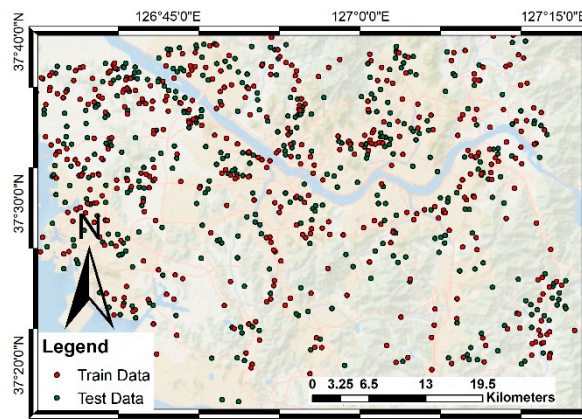 126°45'0"E 127°0'0"E 127°15'0"E
37°40'0"N
37°30'0"N
37°20'0"N
N
Legend
Train Data
Test Data
0 3.25 6.5 13 19.5
Kilometers